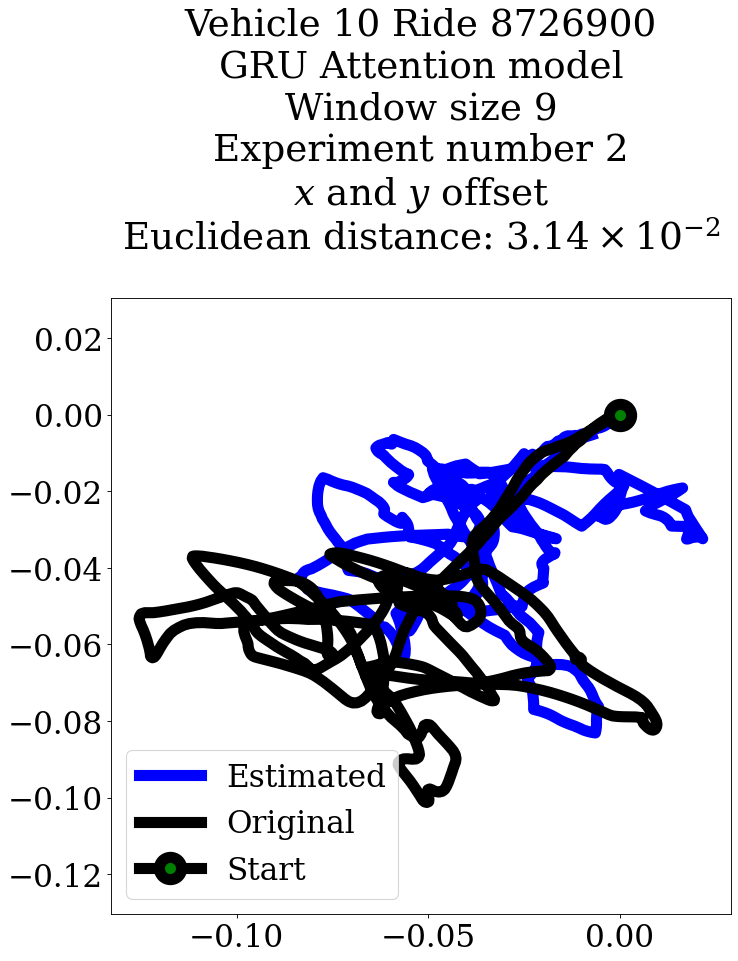 Vehicle 10 Ride 8726900
GRU Attention model
Window size 9
Experiment number 2
x and y offset
Euclidean distance: 3.14 × 10⁻²
0.02
0.00
−0.02
−0.04
−0.06
−0.08
−0.10
−0.12
Estimated
Original
Start
−0.10
−0.05
0.00